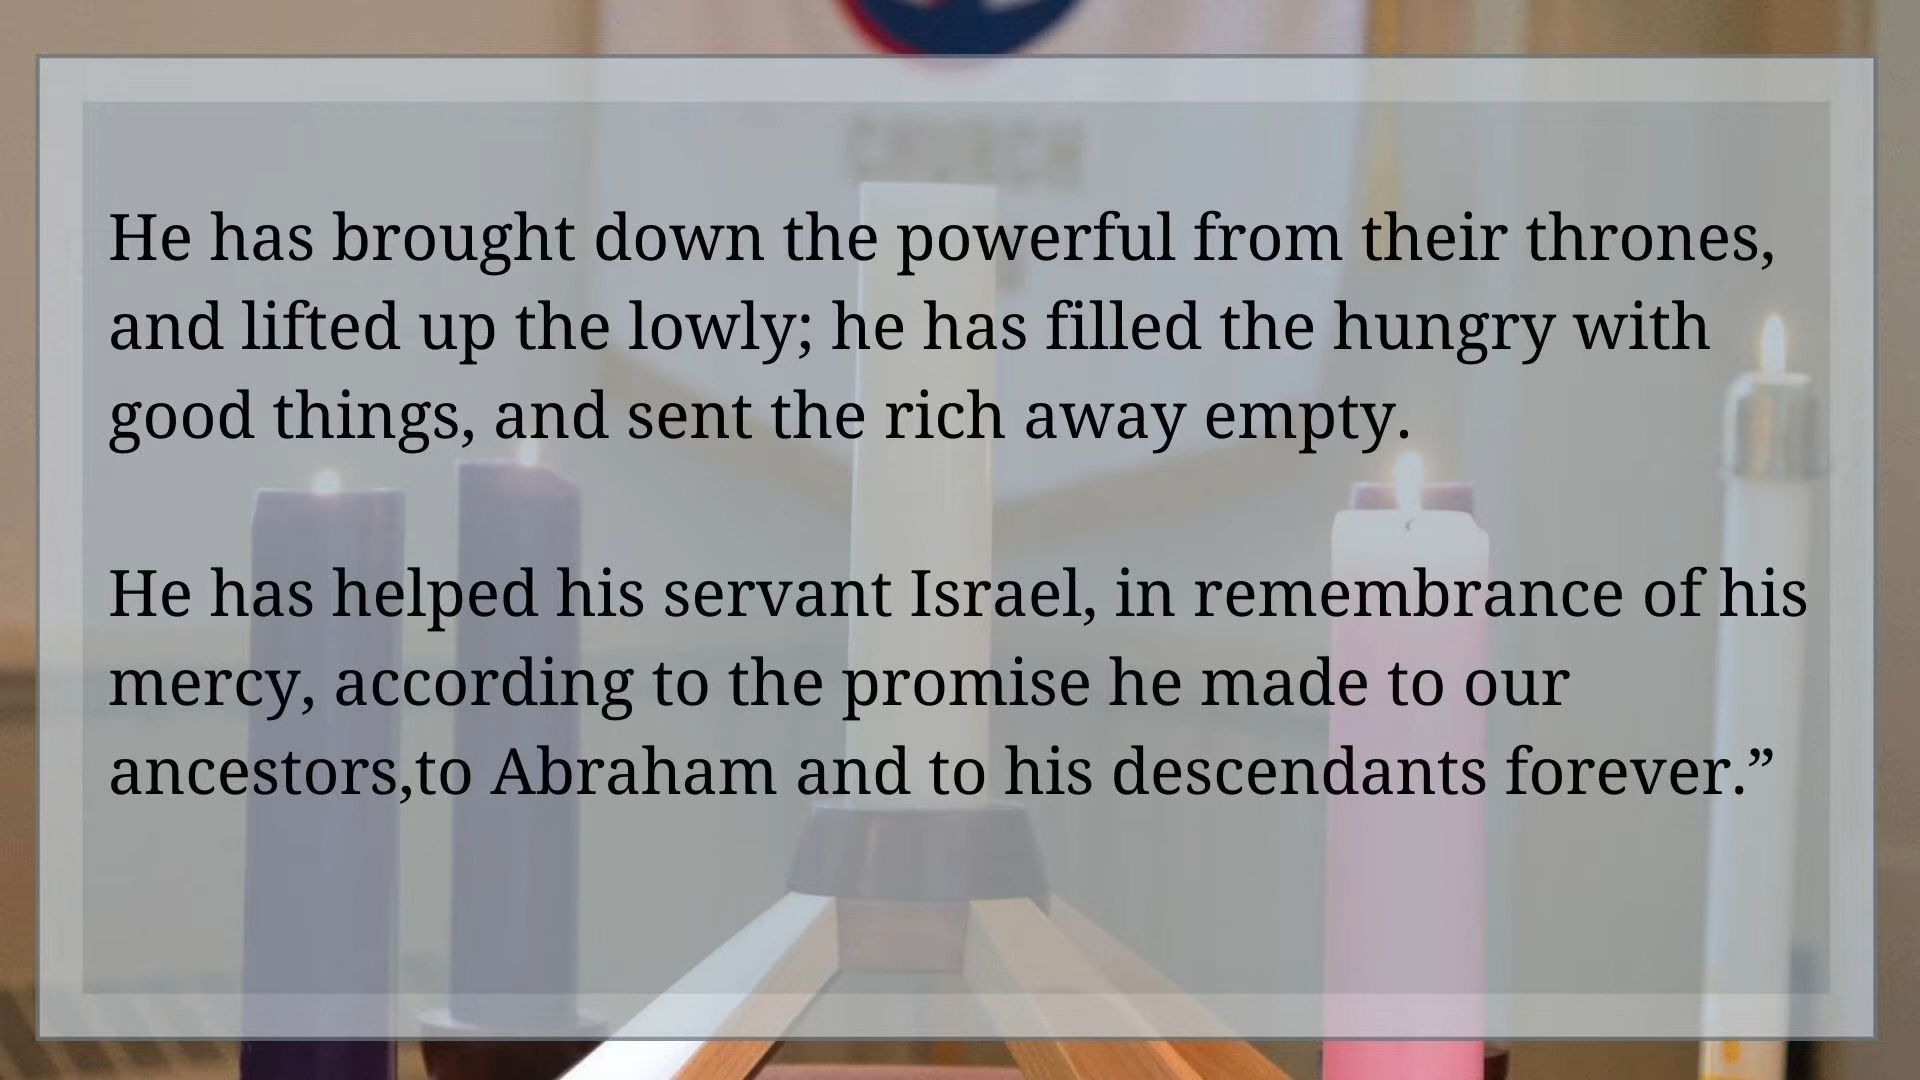 CHURCH
He has brought down the powerful from their thrones,
and lifted up the lowly; he has filled the hungry with
good things, and sent the rich away empty.
He has helped his servant Israel, in remembrance of his
mercy, according to the promise he made to our
ancestors,to Abraham and to his descendants forever.”